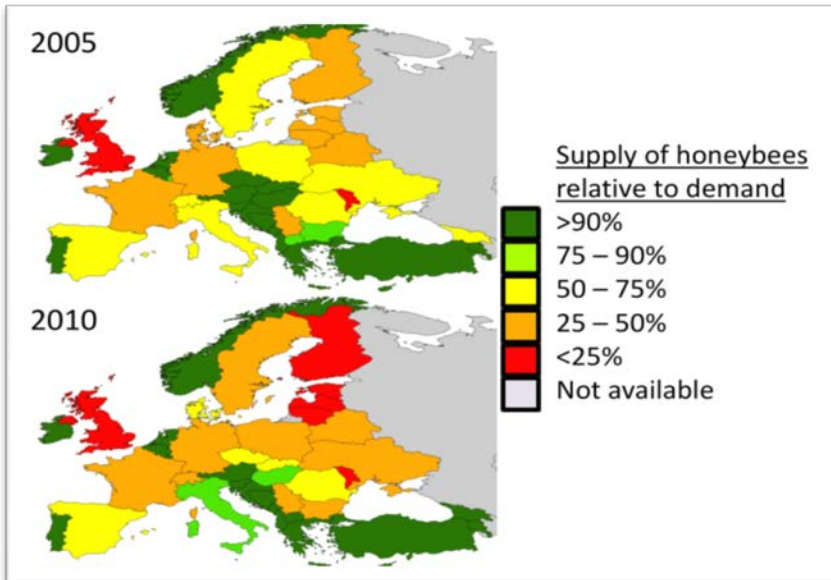 2005
Supply of honeybees
relative to demand
>90%
75 – 90%
50 – 75%
25 – 50%
<25%
Not available
2010